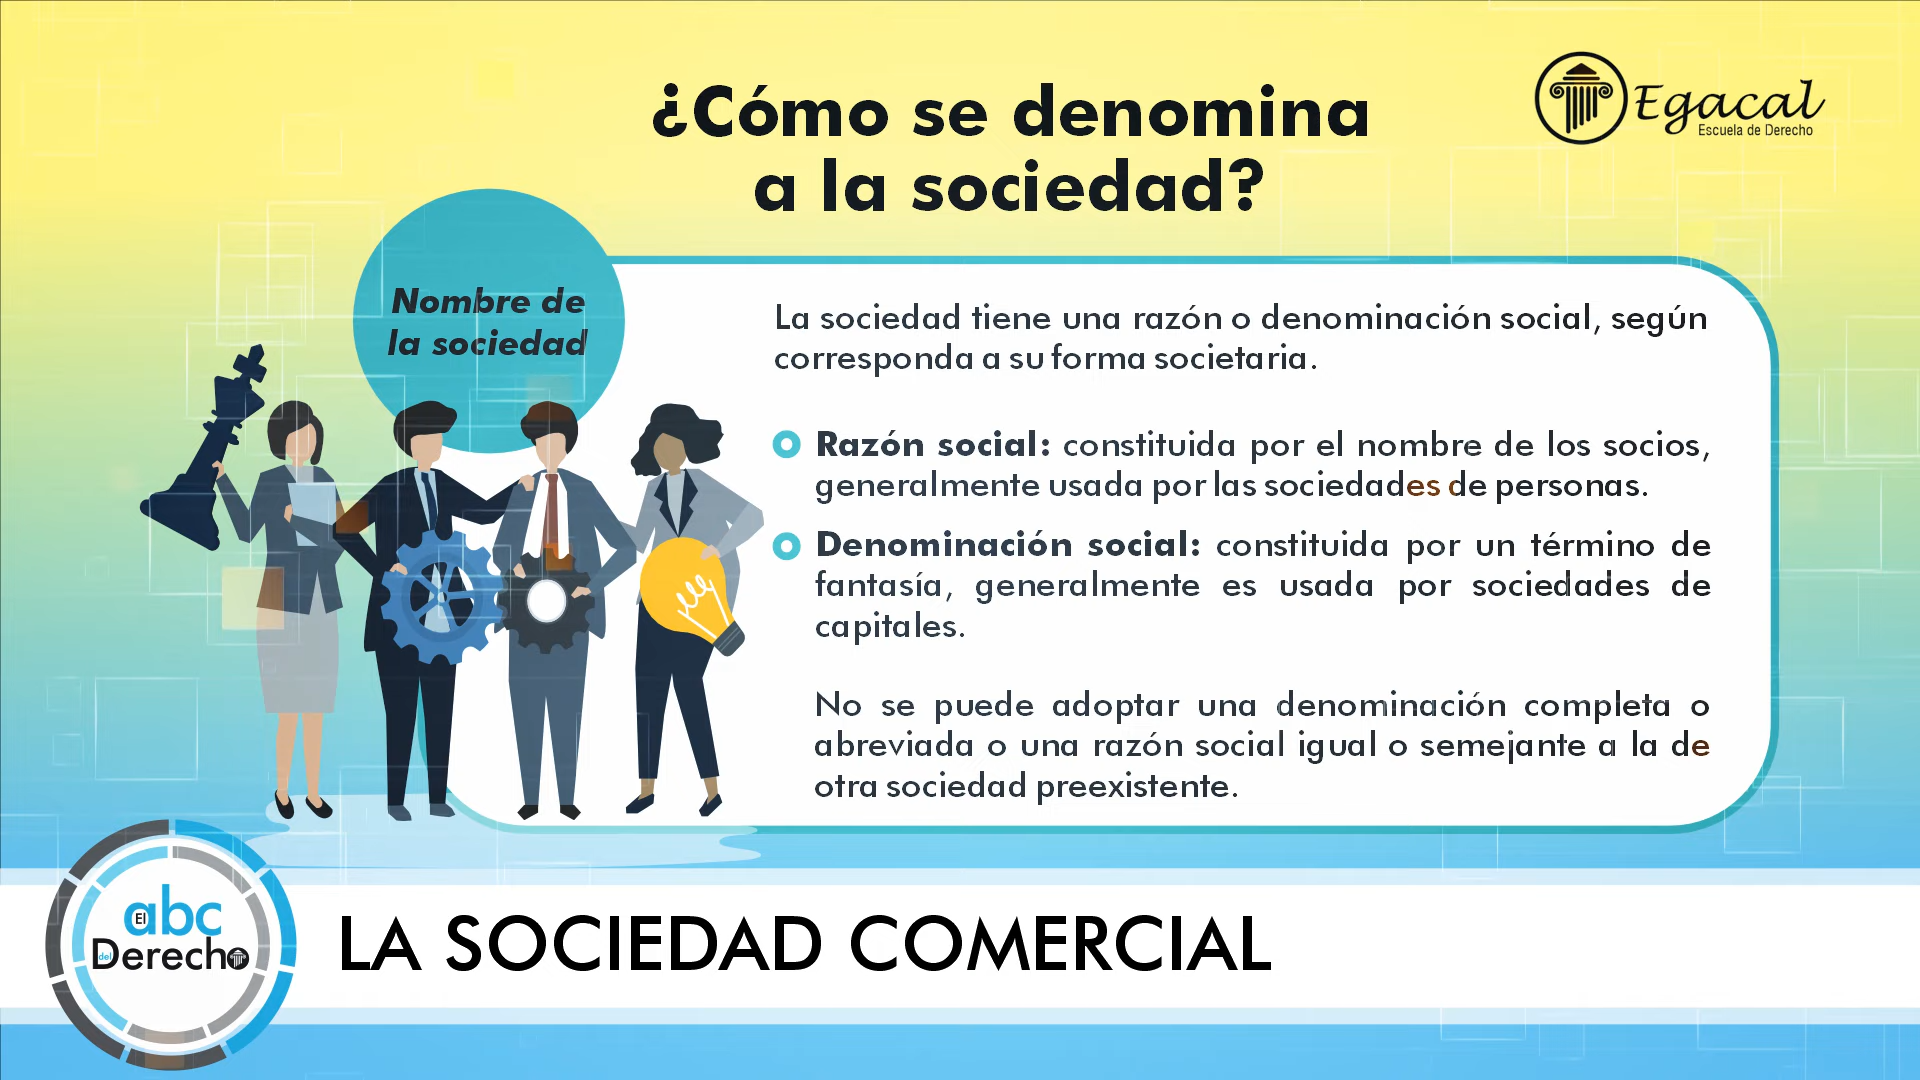 ¿Cómo se denomina
a la sociedad?
Egacal
Escuela de Derecho
Nombre de
la sociedad
La sociedad tiene una razón o denominación social, según
corresponda a su forma societaria.
Razón social: constituida por el nombre de los socios,
generalmente usada por las sociedades de personas.
Denominación social: constituida por un término de
fantasía, generalmente es usada por sociedades de
capitales.
No se puede adoptar una denominación completa o
abreviada o una razón social igual o semejante a la de
otra sociedad preexistente.
El abc
del Derecho
LA SOCIEDAD COMERCIAL